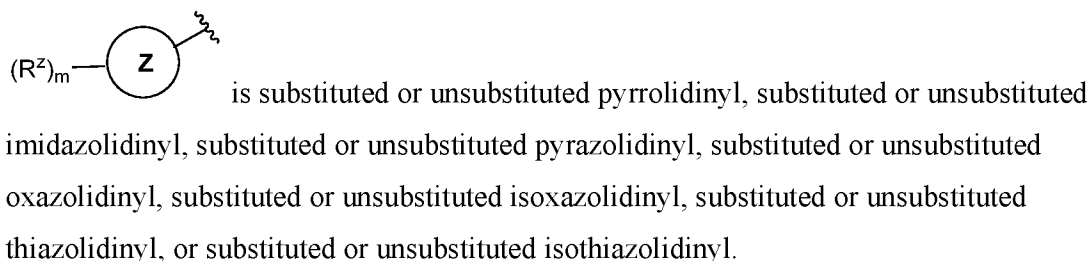 (Rᶻ)ₘ Z
is substituted or unsubstituted pyrrolidinyl, substituted or unsubstituted
imidazolidinyl, substituted or unsubstituted pyrazolidinyl, substituted or unsubstituted
oxazolidinyl, substituted or unsubstituted isoxazolidinyl, substituted or unsubstituted
thiazolidinyl, or substituted or unsubstituted isothiazolidinyl.